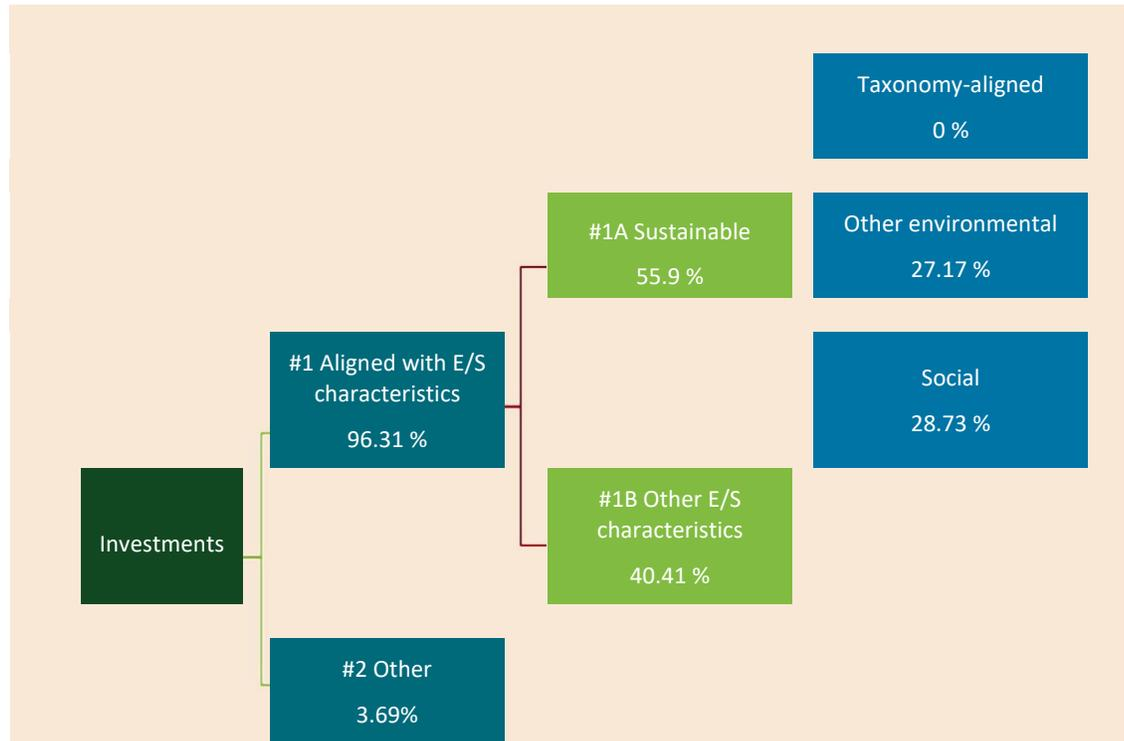 Taxonomy-aligned
0 %
#1A Sustainable
55.9 %
Other environmental
27.17 %
#1 Aligned with E/S
characteristics
96.31 %
Social
28.73 %
Investments
#1B Other E/S
characteristics
40.41 %
#2 Other
3.69%